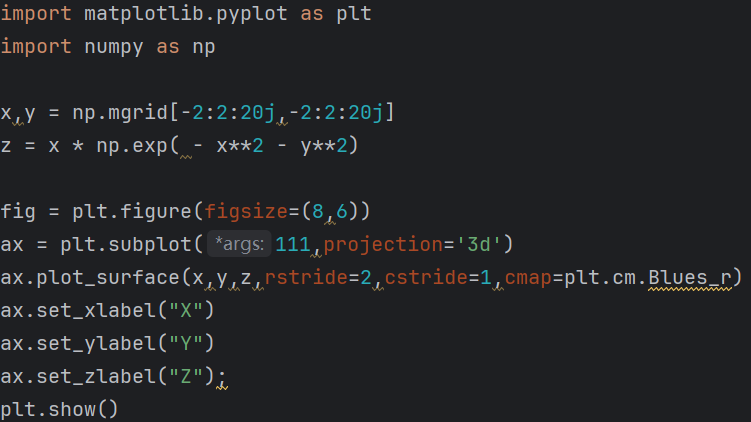 import matplotlib.pyplot as plt
import numpy as np
x,y = np.mgrid[-2:2:20j,-2:2:20j]
z = x * np.exp( - x**2 - y**2)
fig = plt.figure(figsize=(8,6))
ax = plt.subplot( *args: 111,projection='3d')
ax.plot_surface(x,y,z,rstride=2,cstride=1,cmap=plt.cm.Blues_r)
ax.set_xlabel("X")
ax.set_ylabel("Y")
ax.set_zlabel("Z");
plt.show()